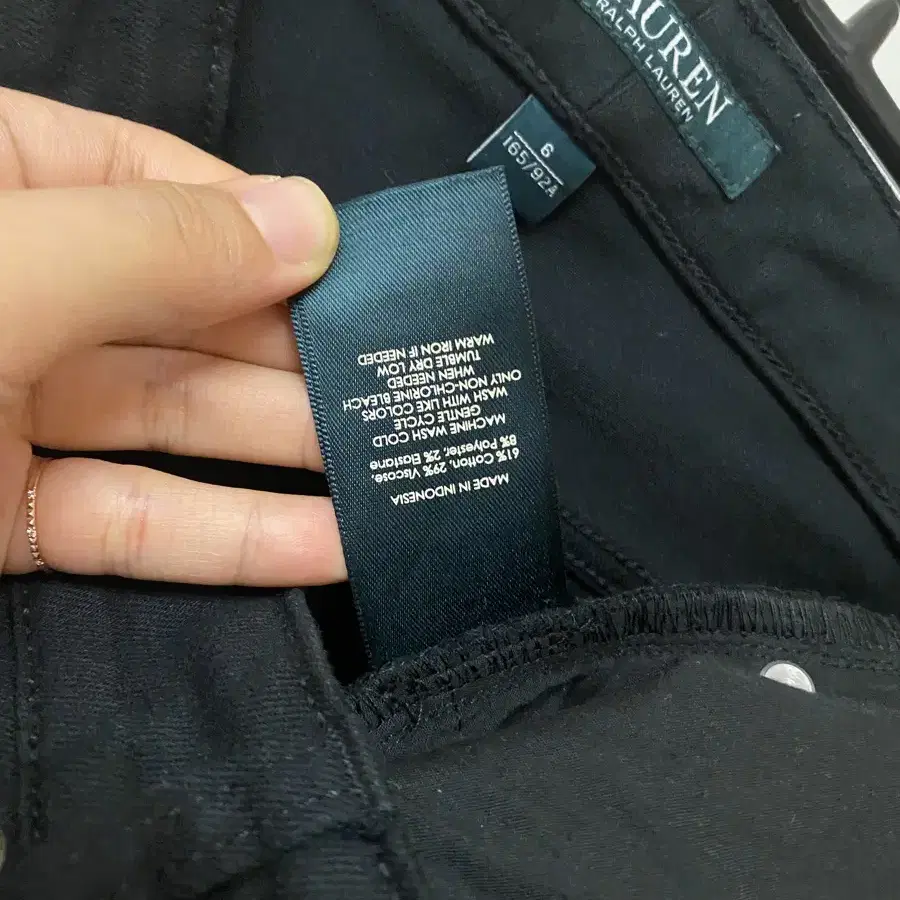 LAUREN
RALPH LAUREN
6
165/92A
MADE IN INDONESIA
61% Cotton, 29% Viscose,
8% Polyester, 2% Elastane
MACHINE WASH COLD
GENTLE CYCLE
WASH WITH LIKE COLORS
ONLY NON-CHLORINE BLEACH
WHEN NEEDED
TUMBLE DRY LOW
WARM IRON IF NEEDED